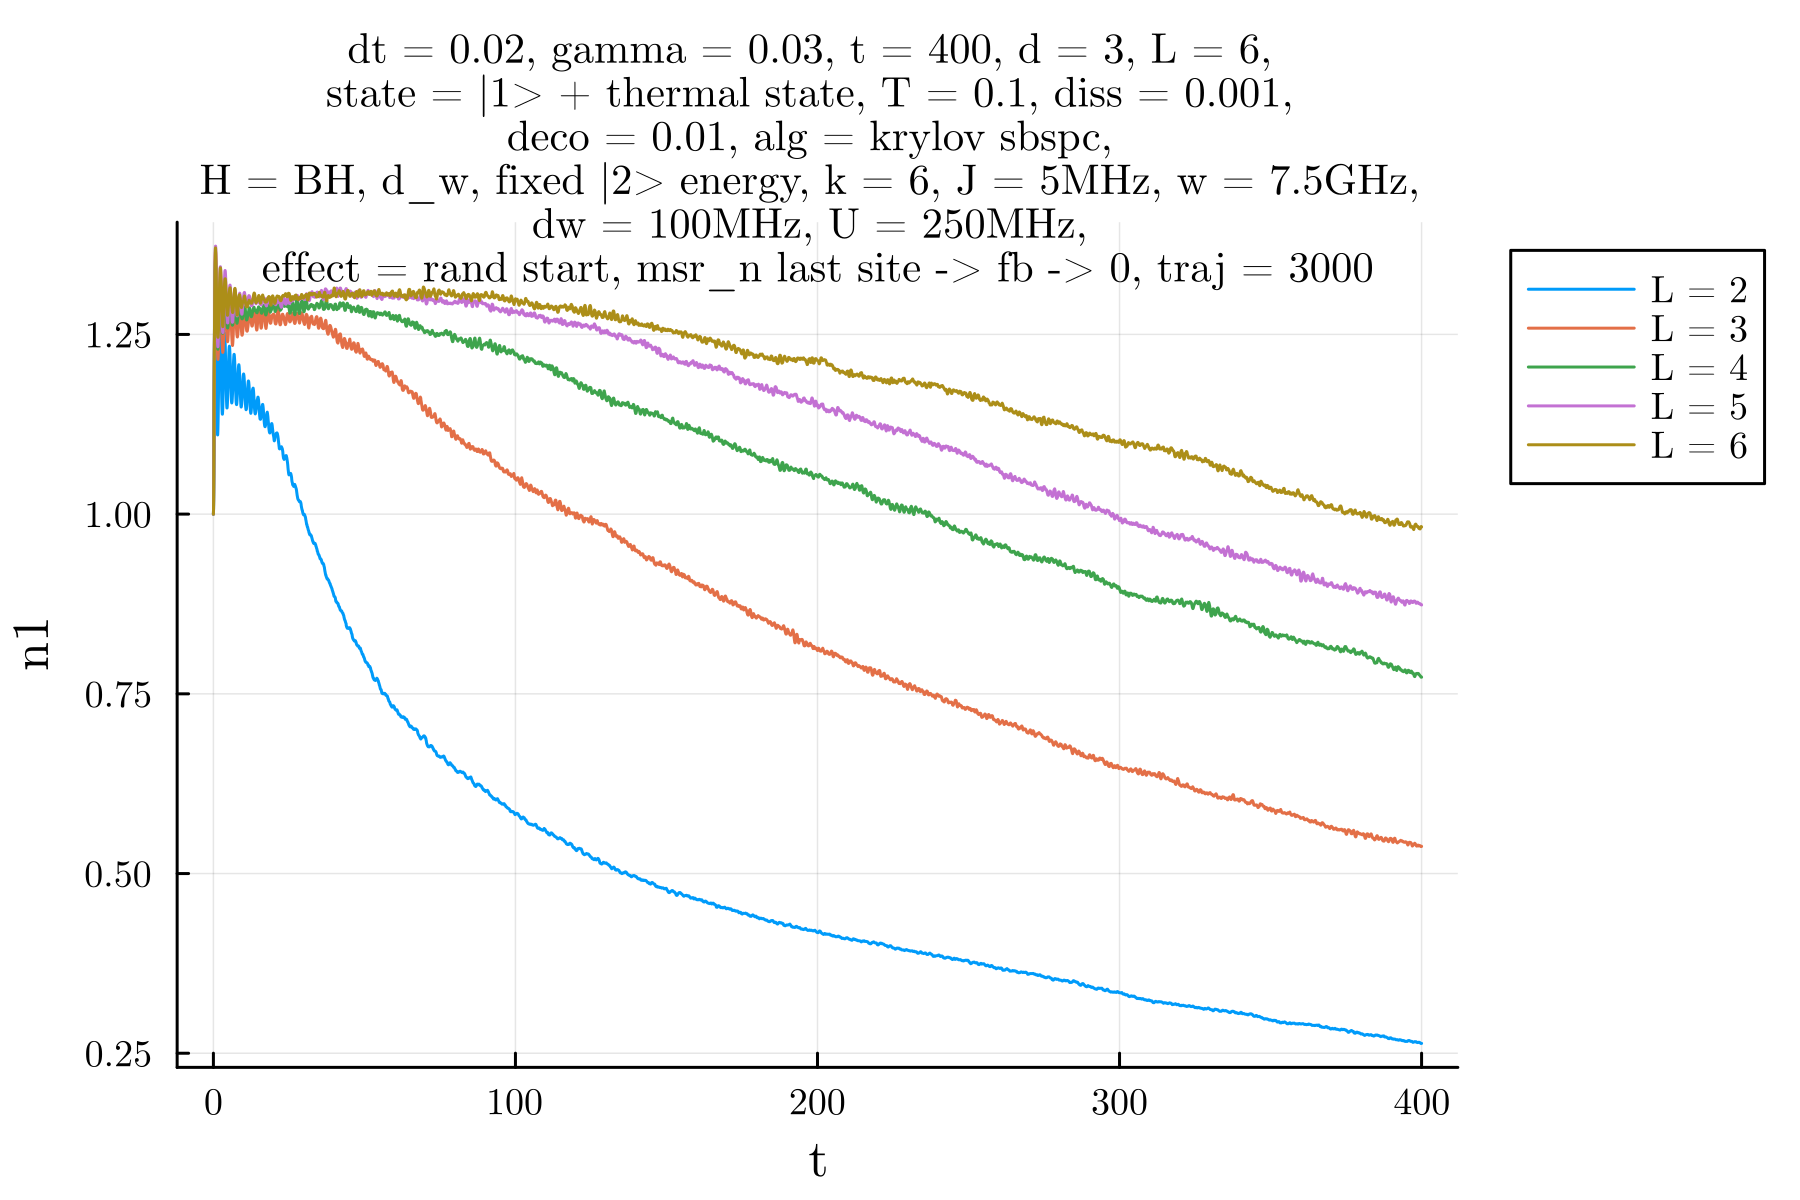 dt = 0.02, gamma = 0.03, t = 400, d = 3, L = 6,
state = |1> + thermal state, T = 0.1, diss = 0.001,
deco = 0.01, alg = krylov sbspc,
H = BH, d_w, fixed |2> energy, k = 6, J = 5MHz, w = 7.5GHz,
dw = 100MHz, U = 250MHz,
effect = rand start, msr_n last site -> fb -> 0, traj = 3000
L = 2
L = 3
L = 4
L = 5
L = 6
n1
1.25
1.00
0.75
0.50
0.25
0 100 200 300 400
t